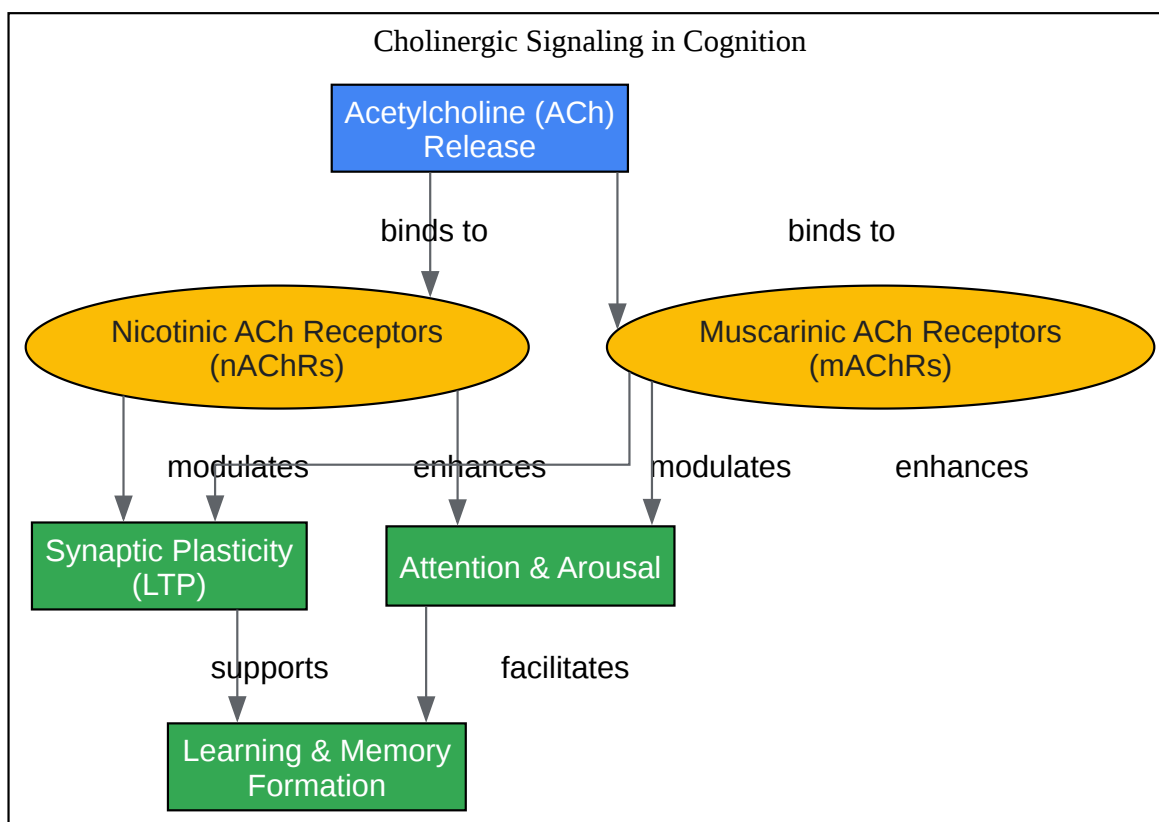 Cholinergic Signaling in Cognition
Acetylcholine (ACh)
Release
binds to
binds to
Nicotinic ACh Receptors
(nAChRs)
Muscarinic ACh Receptors
(mAChRs)
modulates
enhances
modulates
enhances
Synaptic Plasticity
(LTP)
Attention & Arousal
supports
facilitates
Learning & Memory
Formation